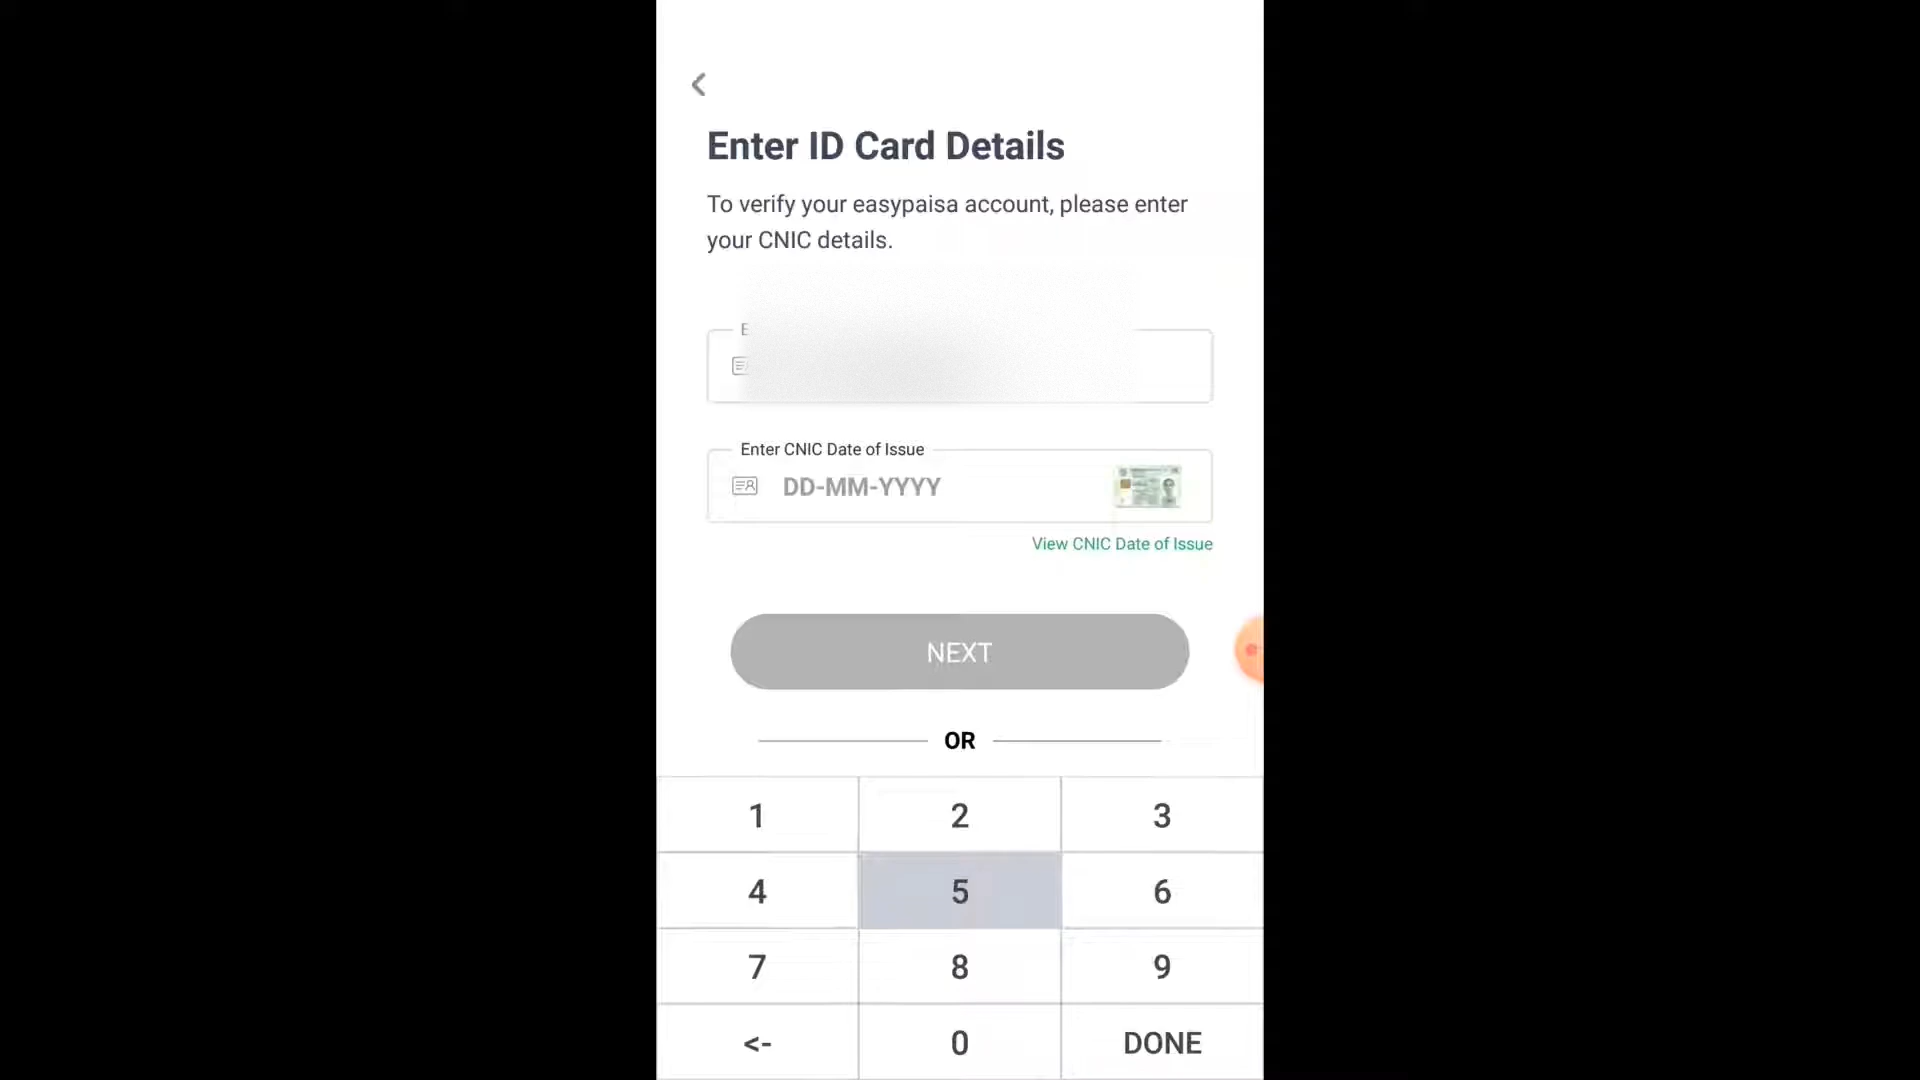 Enter ID Card Details
To verify your easypaisa account, please enter
your CNIC details.
Enter CNIC Date of Issue
DD-MM-YYYY
View CNIC Date of Issue
NEXT
OR
1 2 3
4 5 6
7 8 9
<- 0 DONE